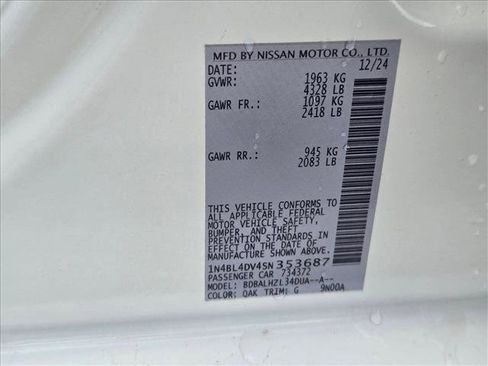 MFD BY NISSAN MOTOR CO., LTD.
DATE: 12/24
GVWR: 1963 KG
4328 LB
GAWR FR.: 1097 KG
2418 LB
GAWR RR.: 945 KG
2083 LB
THIS VEHICLE CONFORMS TO
ALL APPLICABLE FEDERAL
MOTOR VEHICLE SAFETY,
BUMPER, AND THEFT
PREVENTION STANDARDS IN
EFFECT ON THE DATE OF
MANUFACTURE SHOWN ABOVE.
1N4BL4DV4SN353687
PASSENGER CAR 734372
MODEL: BDBALHZL34DUA--A--
COLOR: QAK TRIM: G 9N00A